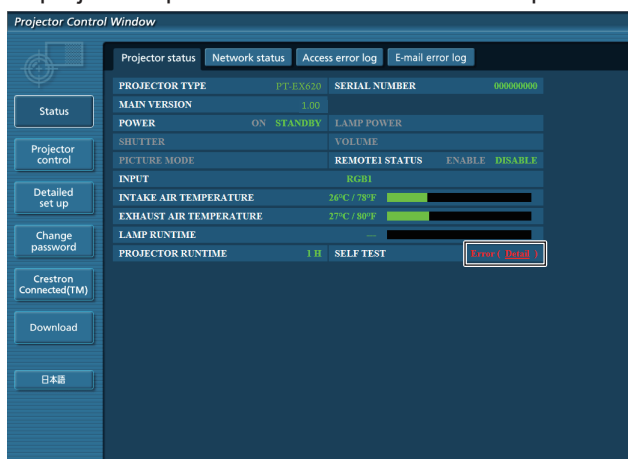 Projector Control Window
Projector status Network status Access error log E-mail error log
PROJECTOR TYPE PT-EX620 SERIAL NUMBER 000000000
MAIN VERSION 1.00
POWER ON STANDBY LAMP POWER
SHUTTER VOLUME
PICTURE MODE REMOTE1 STATUS ENABLE DISABLE
INPUT RGB1
INTAKE AIR TEMPERATURE 26°C / 78°F
EXHAUST AIR TEMPERATURE 27°C / 80°F
LAMP RUNTIME ---
PROJECTOR RUNTIME 1 H SELF TEST Error ( Detail )
Status
Projector
control
Detailed
set up
Change
password
Crestron
Connected(TM)
Download
日本語